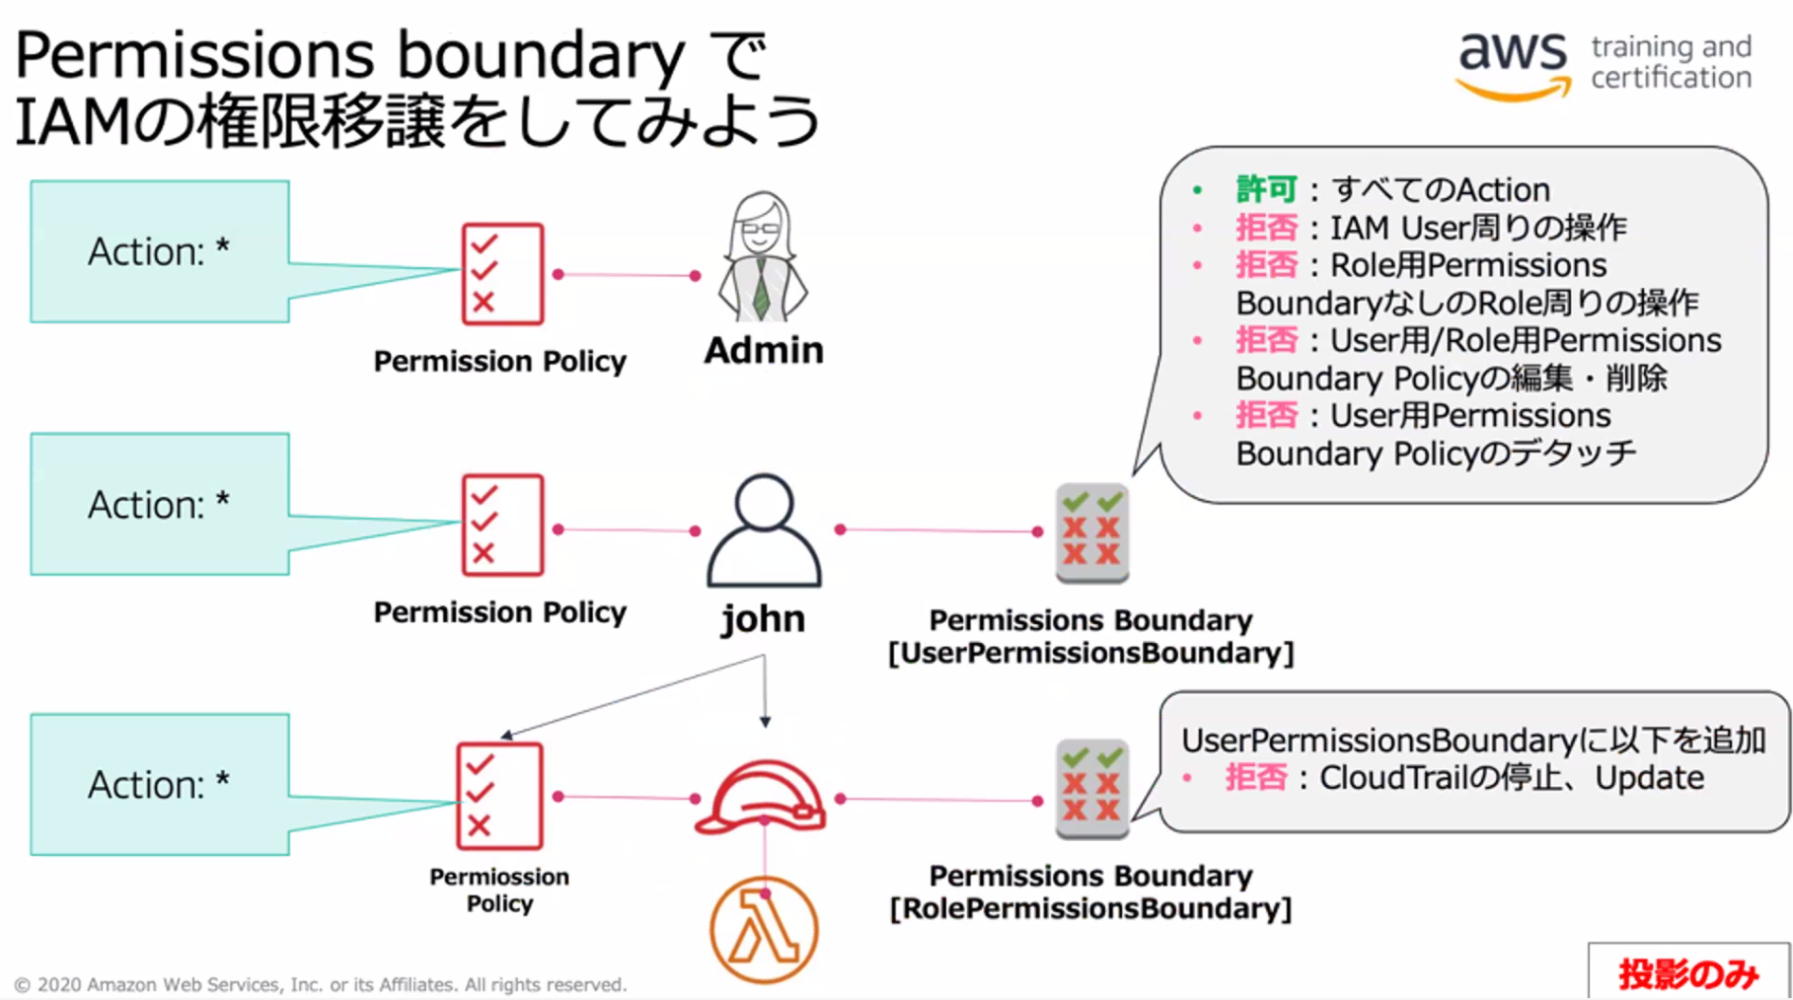 Permissions boundary で
IAMの権限移譲をしてみよう
aws training and
certification
Action: *
Permission Policy
Admin
• 許可：すべてのAction
• 拒否：IAM User周りの操作
• 拒否：Role用Permissions
BoundaryなしのRole周りの操作
• 拒否：User用/Role用Permissions
Boundary Policyの編集・削除
• 拒否：User用Permissions
Boundary Policyのデタッチ
Action: *
Permission Policy
john
Permissions Boundary
[UserPermissionsBoundary]
Action: *
Permiossion
Policy
Permissions Boundary
[RolePermissionsBoundary]
UserPermissionsBoundaryに以下を追加
• 拒否：CloudTrailの停止、Update
© 2020 Amazon Web Services, Inc. or its Affiliates. All rights reserved.
投影のみ